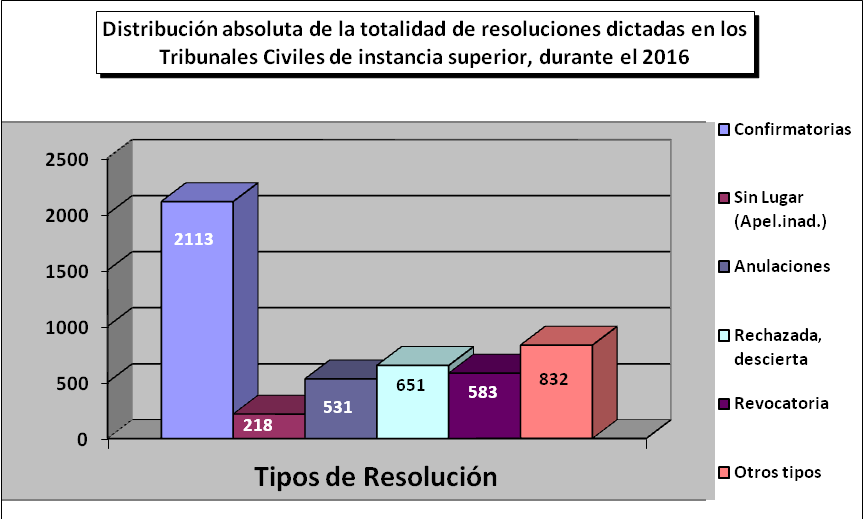 Distribución absoluta de la totalidad de resoluciones dictadas en los
Tribunales Civiles de instancia superior, durante el 2016
2500
2000
1500
1000
500
0
2113
218
531
651
583
832
Tipos de Resolución
Confirmatorias
Sin Lugar
(Apel.inad.)
Anulaciones
Rechazada,
descierta
Revocatoria
Otros tipos